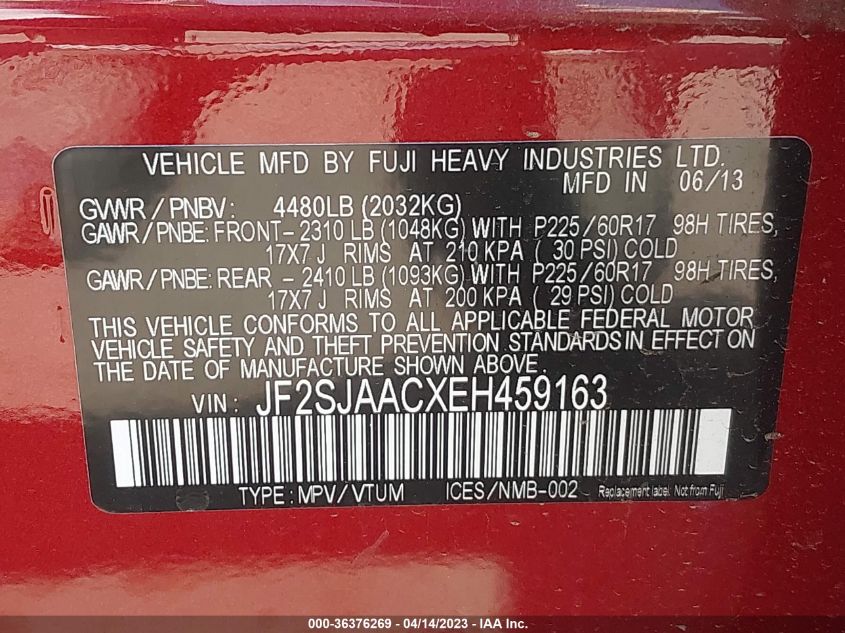 VEHICLE MFD BY FUJI HEAVY INDUSTRIES LTD.
MFD IN 06/13
GVWR / PNBV: 4480LB (2032KG)
GAWR/PNBE: FRONT- 2310 LB (1048KG) WITH P225/60R17 98H TIRES,
17X7 J RIMS AT 210 KPA ( 30 PSI) COLD
GAWR/PNBE: REAR - 2410 LB (1093KG) WITH P225/60R17 98H TIRES,
17X7 J RIMS AT 200 KPA ( 29 PSI) COLD
THIS VEHICLE CONFORMS TO ALL APPLICABLE FEDERAL MOTOR
VEHICLE SAFETY AND THEFT PREVENTION STANDARDS IN EFFECT ON
THE DATE OF MANUFACTURE SHOWN ABOVE.
VIN: JF2SJAACXEH459163
TYPE: MPV/VTUM ICES/NMB-002 Replacement label. Not from Fuji
000-36376269 - 04/14/2023 - IAA Inc.